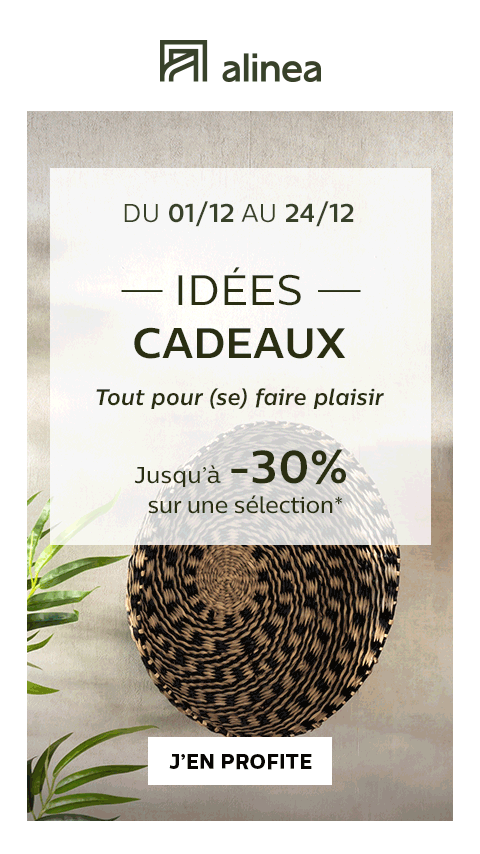 alinea
DU 01/12 AU 24/12
— IDÉES —
CADEAUX
Tout pour (se) faire plaisir
Jusqu'à -30%
sur une sélection*
J'EN PROFITE